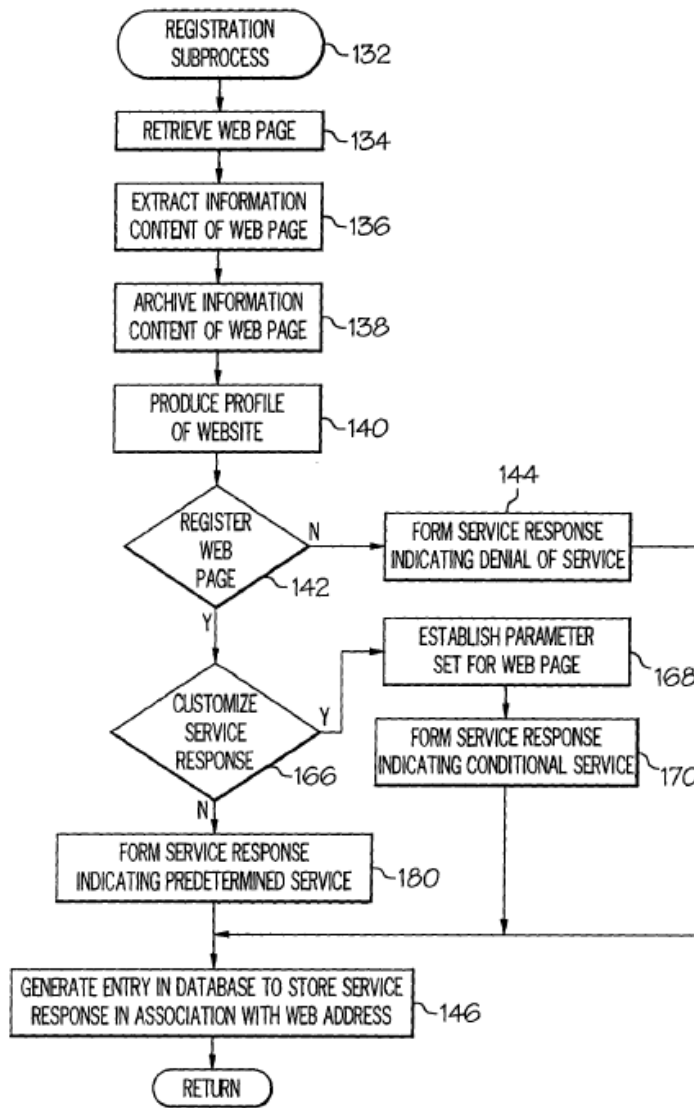 REGISTRATION
SUBPROCESS
132
RETRIEVE WEB PAGE
134
EXTRACT INFORMATION
CONTENT OF WEB PAGE
136
ARCHIVE INFORMATION
CONTENT OF WEB PAGE
138
PRODUCE PROFILE
OF WEBSITE
140
REGISTER
WEB
PAGE
142
N
144
FORM SERVICE RESPONSE
INDICATING DENIAL OF SERVICE
Y
CUSTOMIZE
SERVICE
RESPONSE
166
Y
ESTABLISH PARAMETER
SET FOR WEB PAGE
168
FORM SERVICE RESPONSE
INDICATING CONDITIONAL SERVICE
170
N
FORM SERVICE RESPONSE
INDICATING PREDETERMINED SERVICE
180
GENERATE ENTRY IN DATABASE TO STORE SERVICE
RESPONSE IN ASSOCIATION WITH WEB ADDRESS
146
RETURN